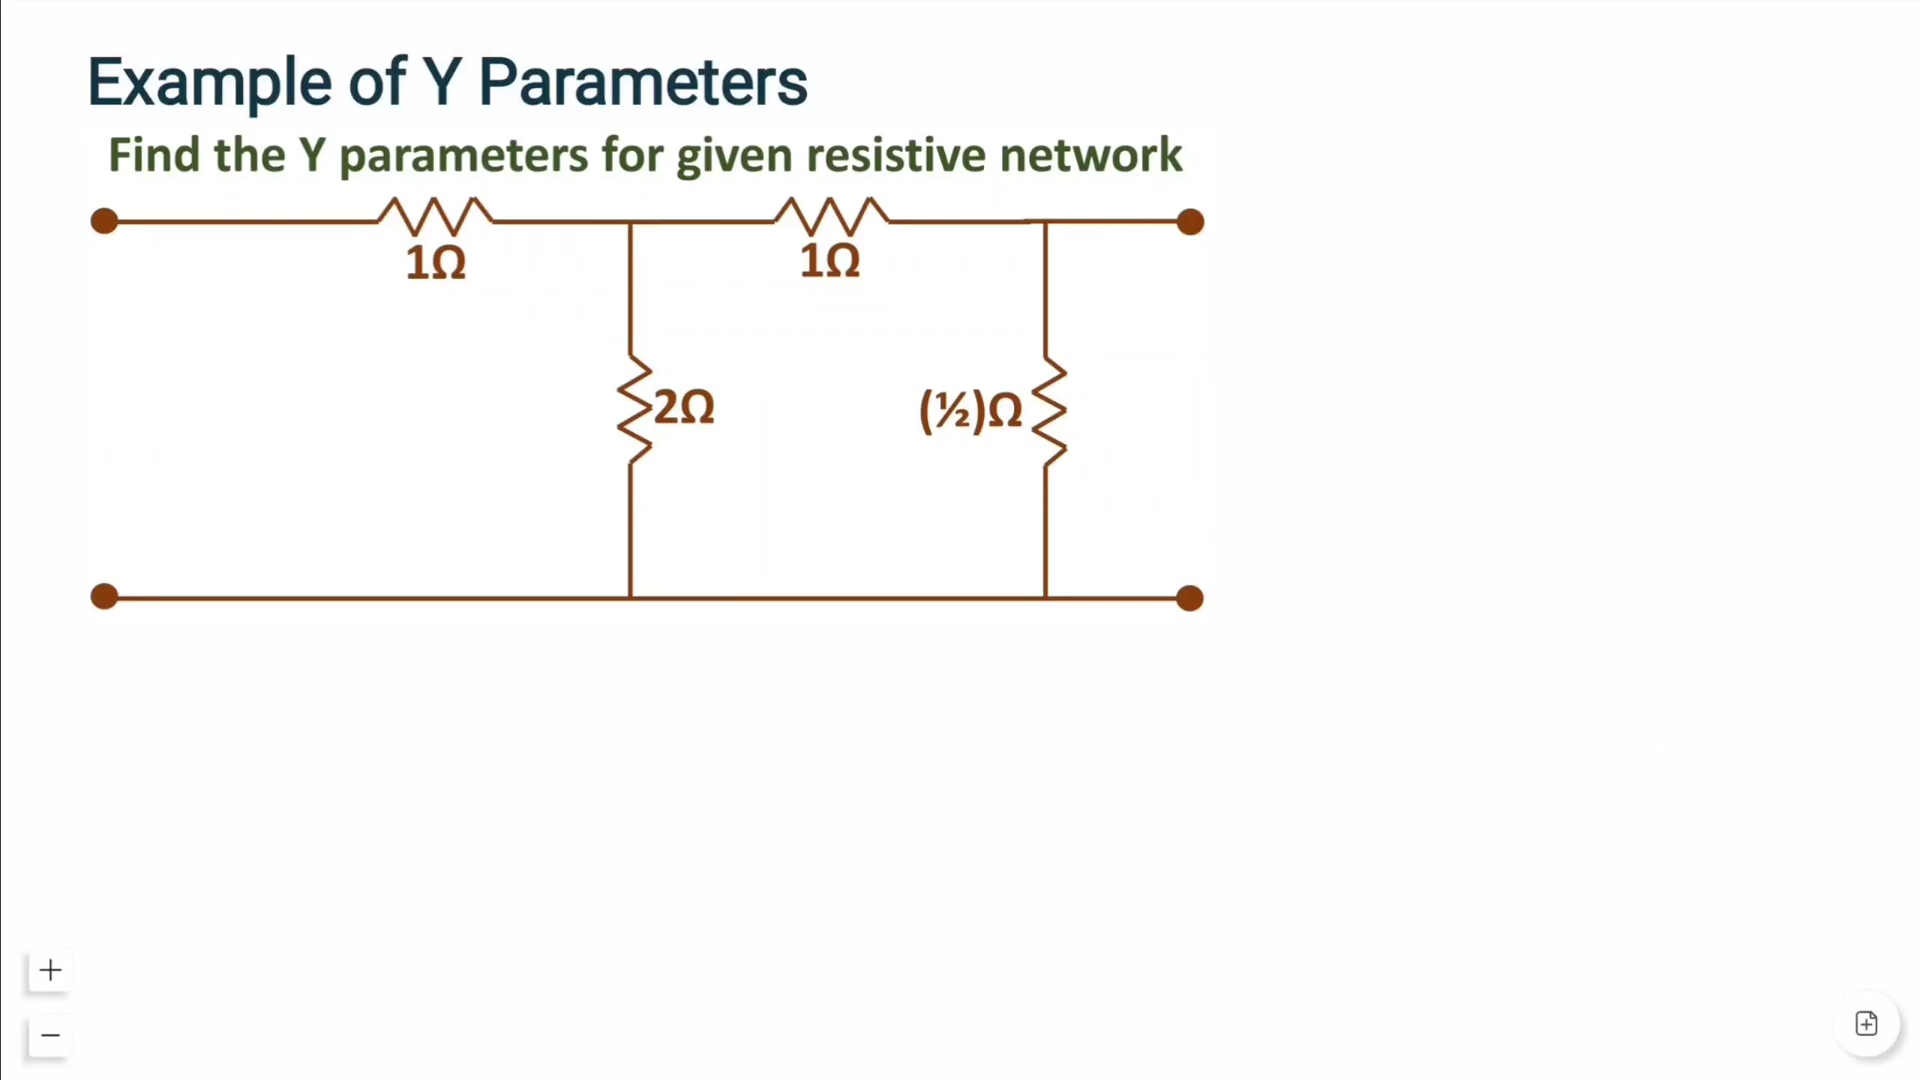 Example of Y Parameters
Find the Y parameters for given resistive network
1Ω
1Ω
2Ω
(½)Ω